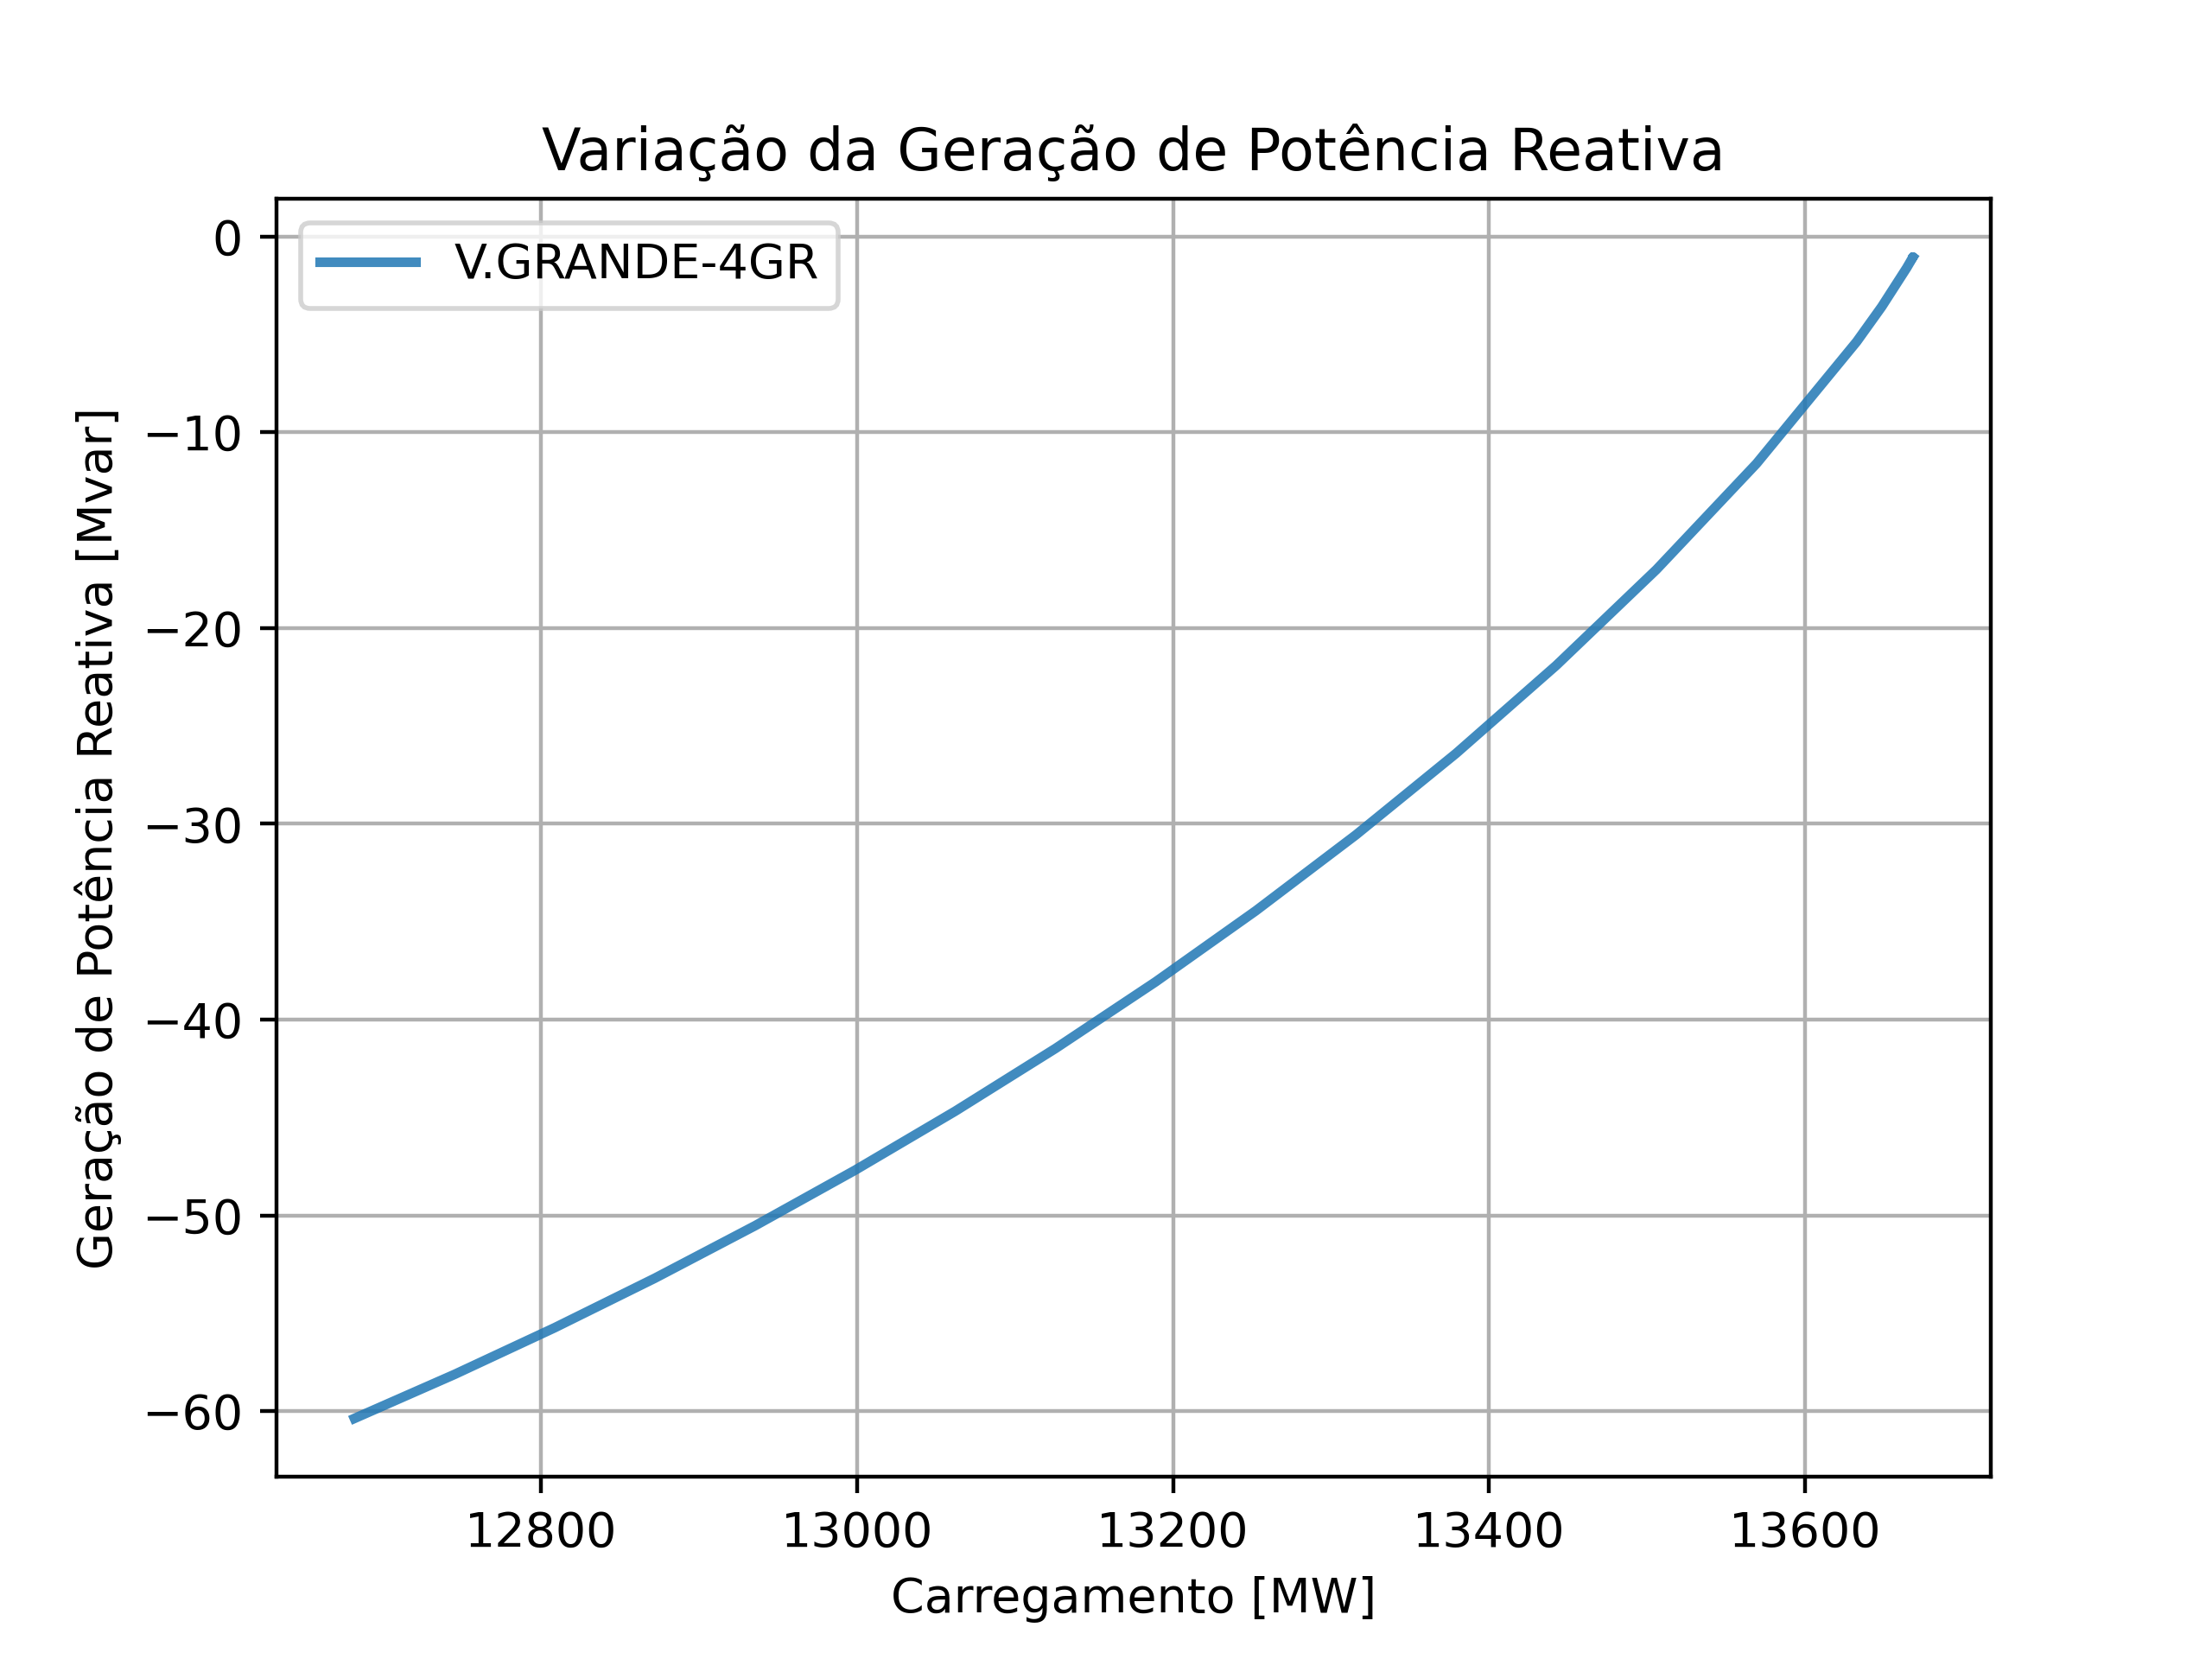 Variação da Geração de Potência Reativa
V.GRANDE-4GR
Geração de Potência Reativa [Mvar]
0
−10
−20
−30
−40
−50
−60
12800 13000 13200 13400 13600
Carregamento [MW]